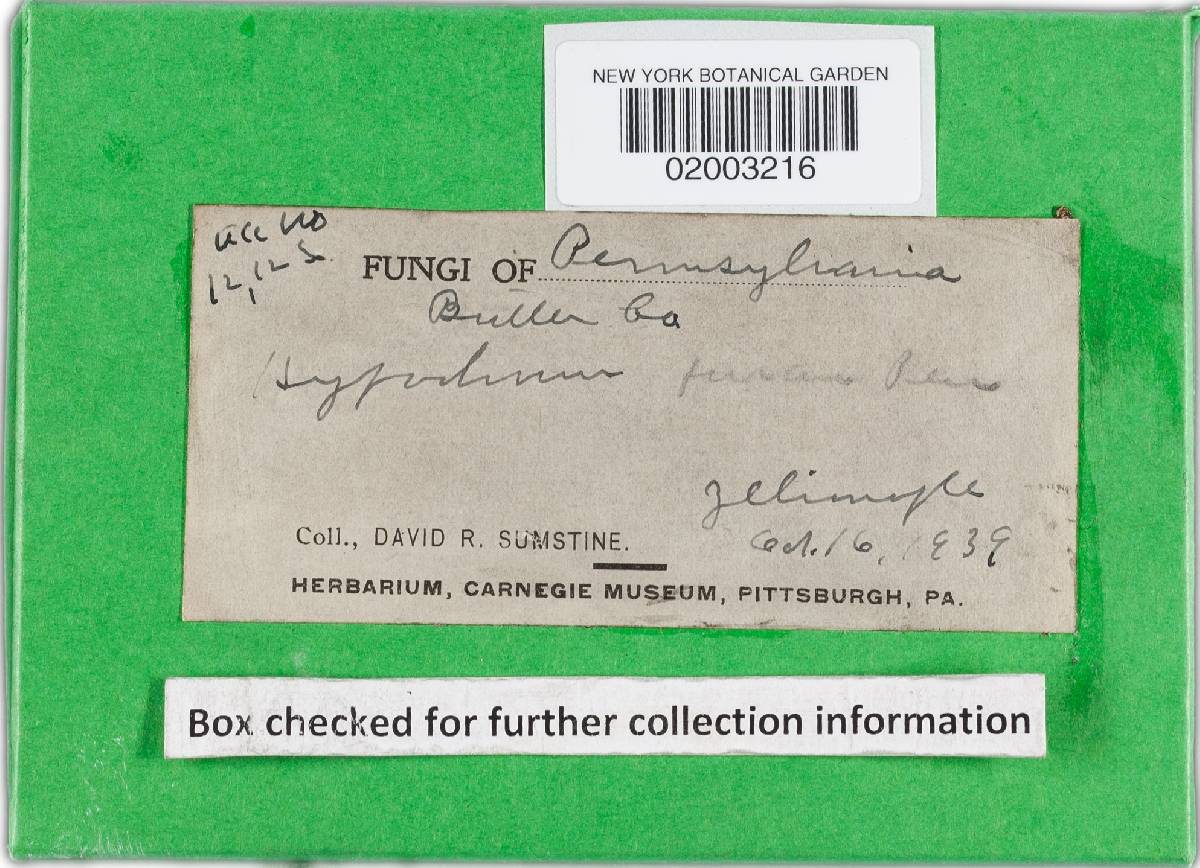 NEW YORK BOTANICAL GARDEN
02003216
acc no
12,125
FUNGI OF Pennsylvania
Butler Co
Hypochnus
Zelienople
Coll., DAVID R. SUMSTINE. Oct. 16, 1939
HERBARIUM, CARNEGIE MUSEUM, PITTSBURGH, PA.
Box checked for further collection information